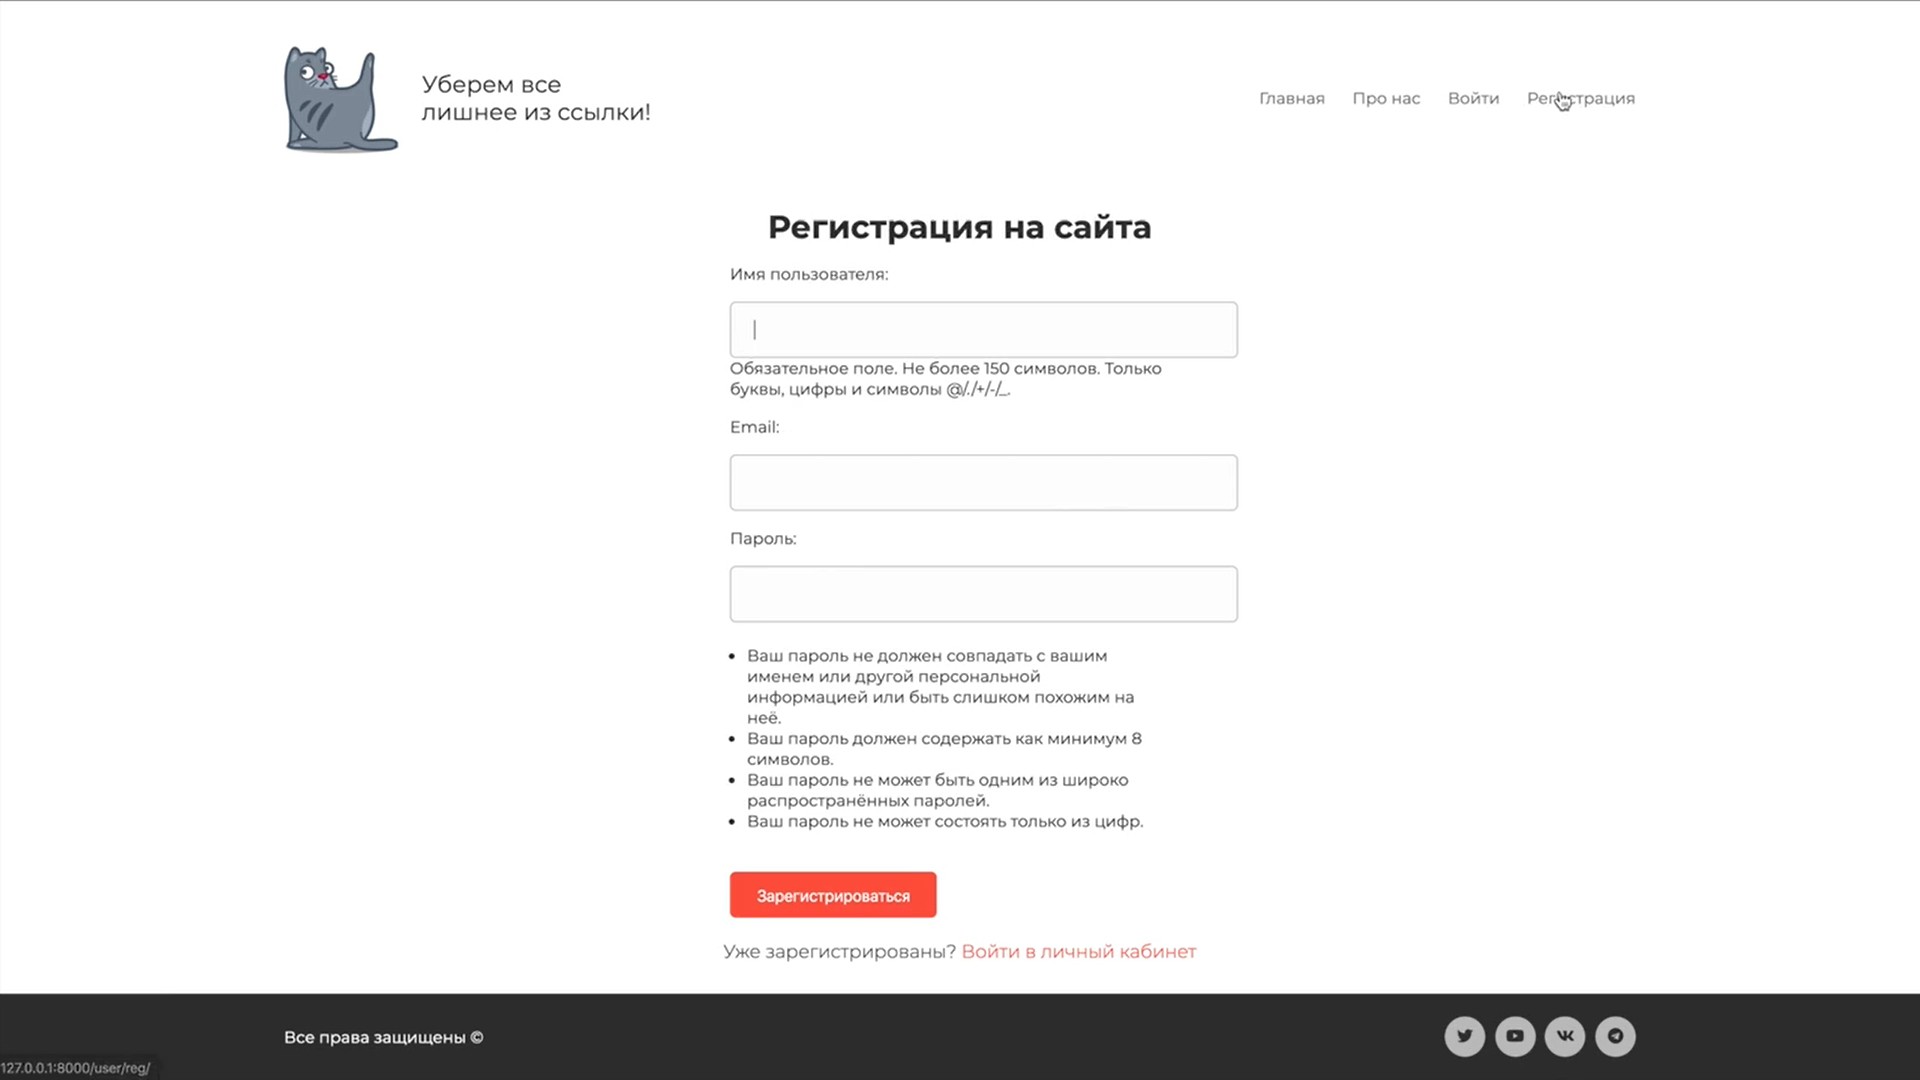 Уберем все
лишнее из ссылки!
Главная Про нас Войти Регистрация
Регистрация на сайта
Имя пользователя:
Обязательное поле. Не более 150 символов. Только
буквы, цифры и символы @/./+/-/_.
Email:
Пароль:
Ваш пароль не должен совпадать с вашим
именем или другой персональной
информацией или быть слишком похожим на
неё.
Ваш пароль должен содержать как минимум 8
символов.
Ваш пароль не может быть одним из широко
распространённых паролей.
Ваш пароль не может состоять только из цифр.
Зарегистрироваться
Уже зарегистрированы? Войти в личный кабинет
Все права защищены ©
127.0.0.1:8000/user/reg/